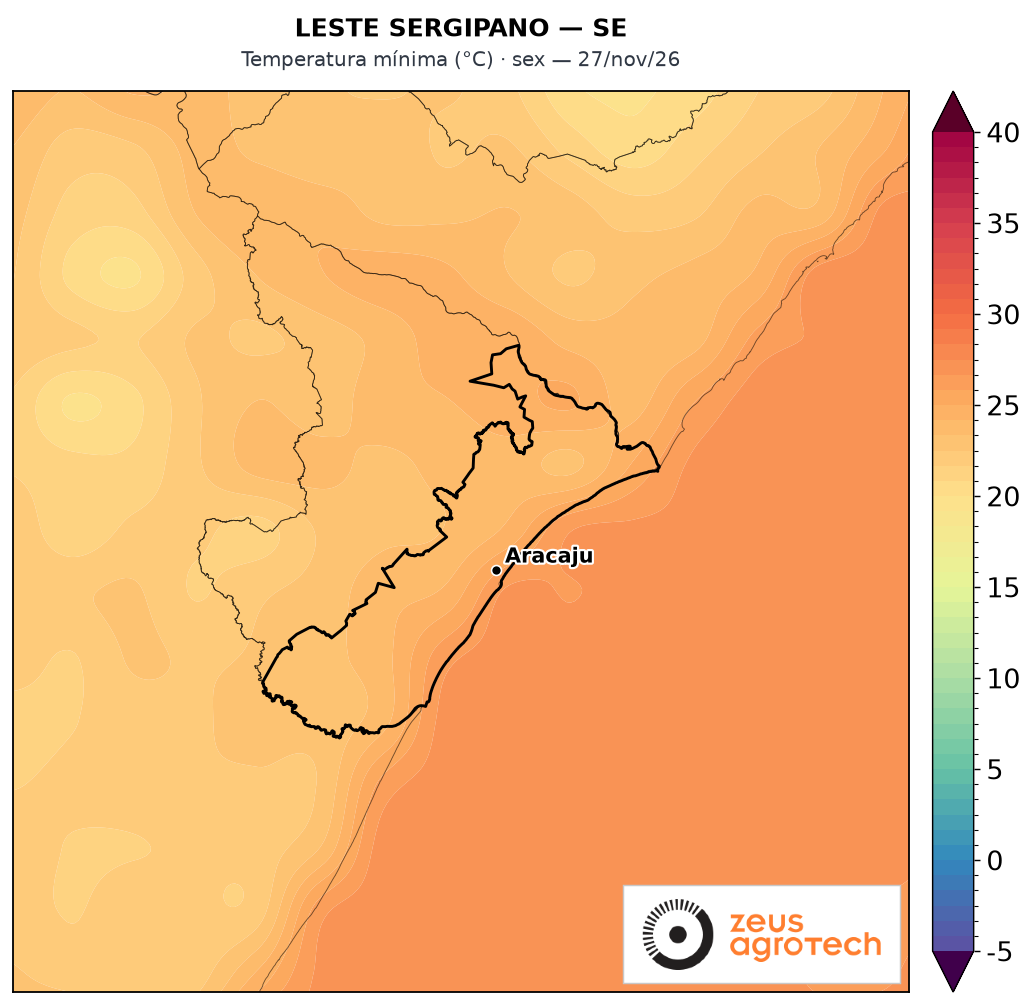 LESTE SERGIPANO — SE
Temperatura mínima (°C) · sex — 27/nov/26
40
35
30
25
20
15
10
5
0
-5
Aracaju
zeus
agrotech